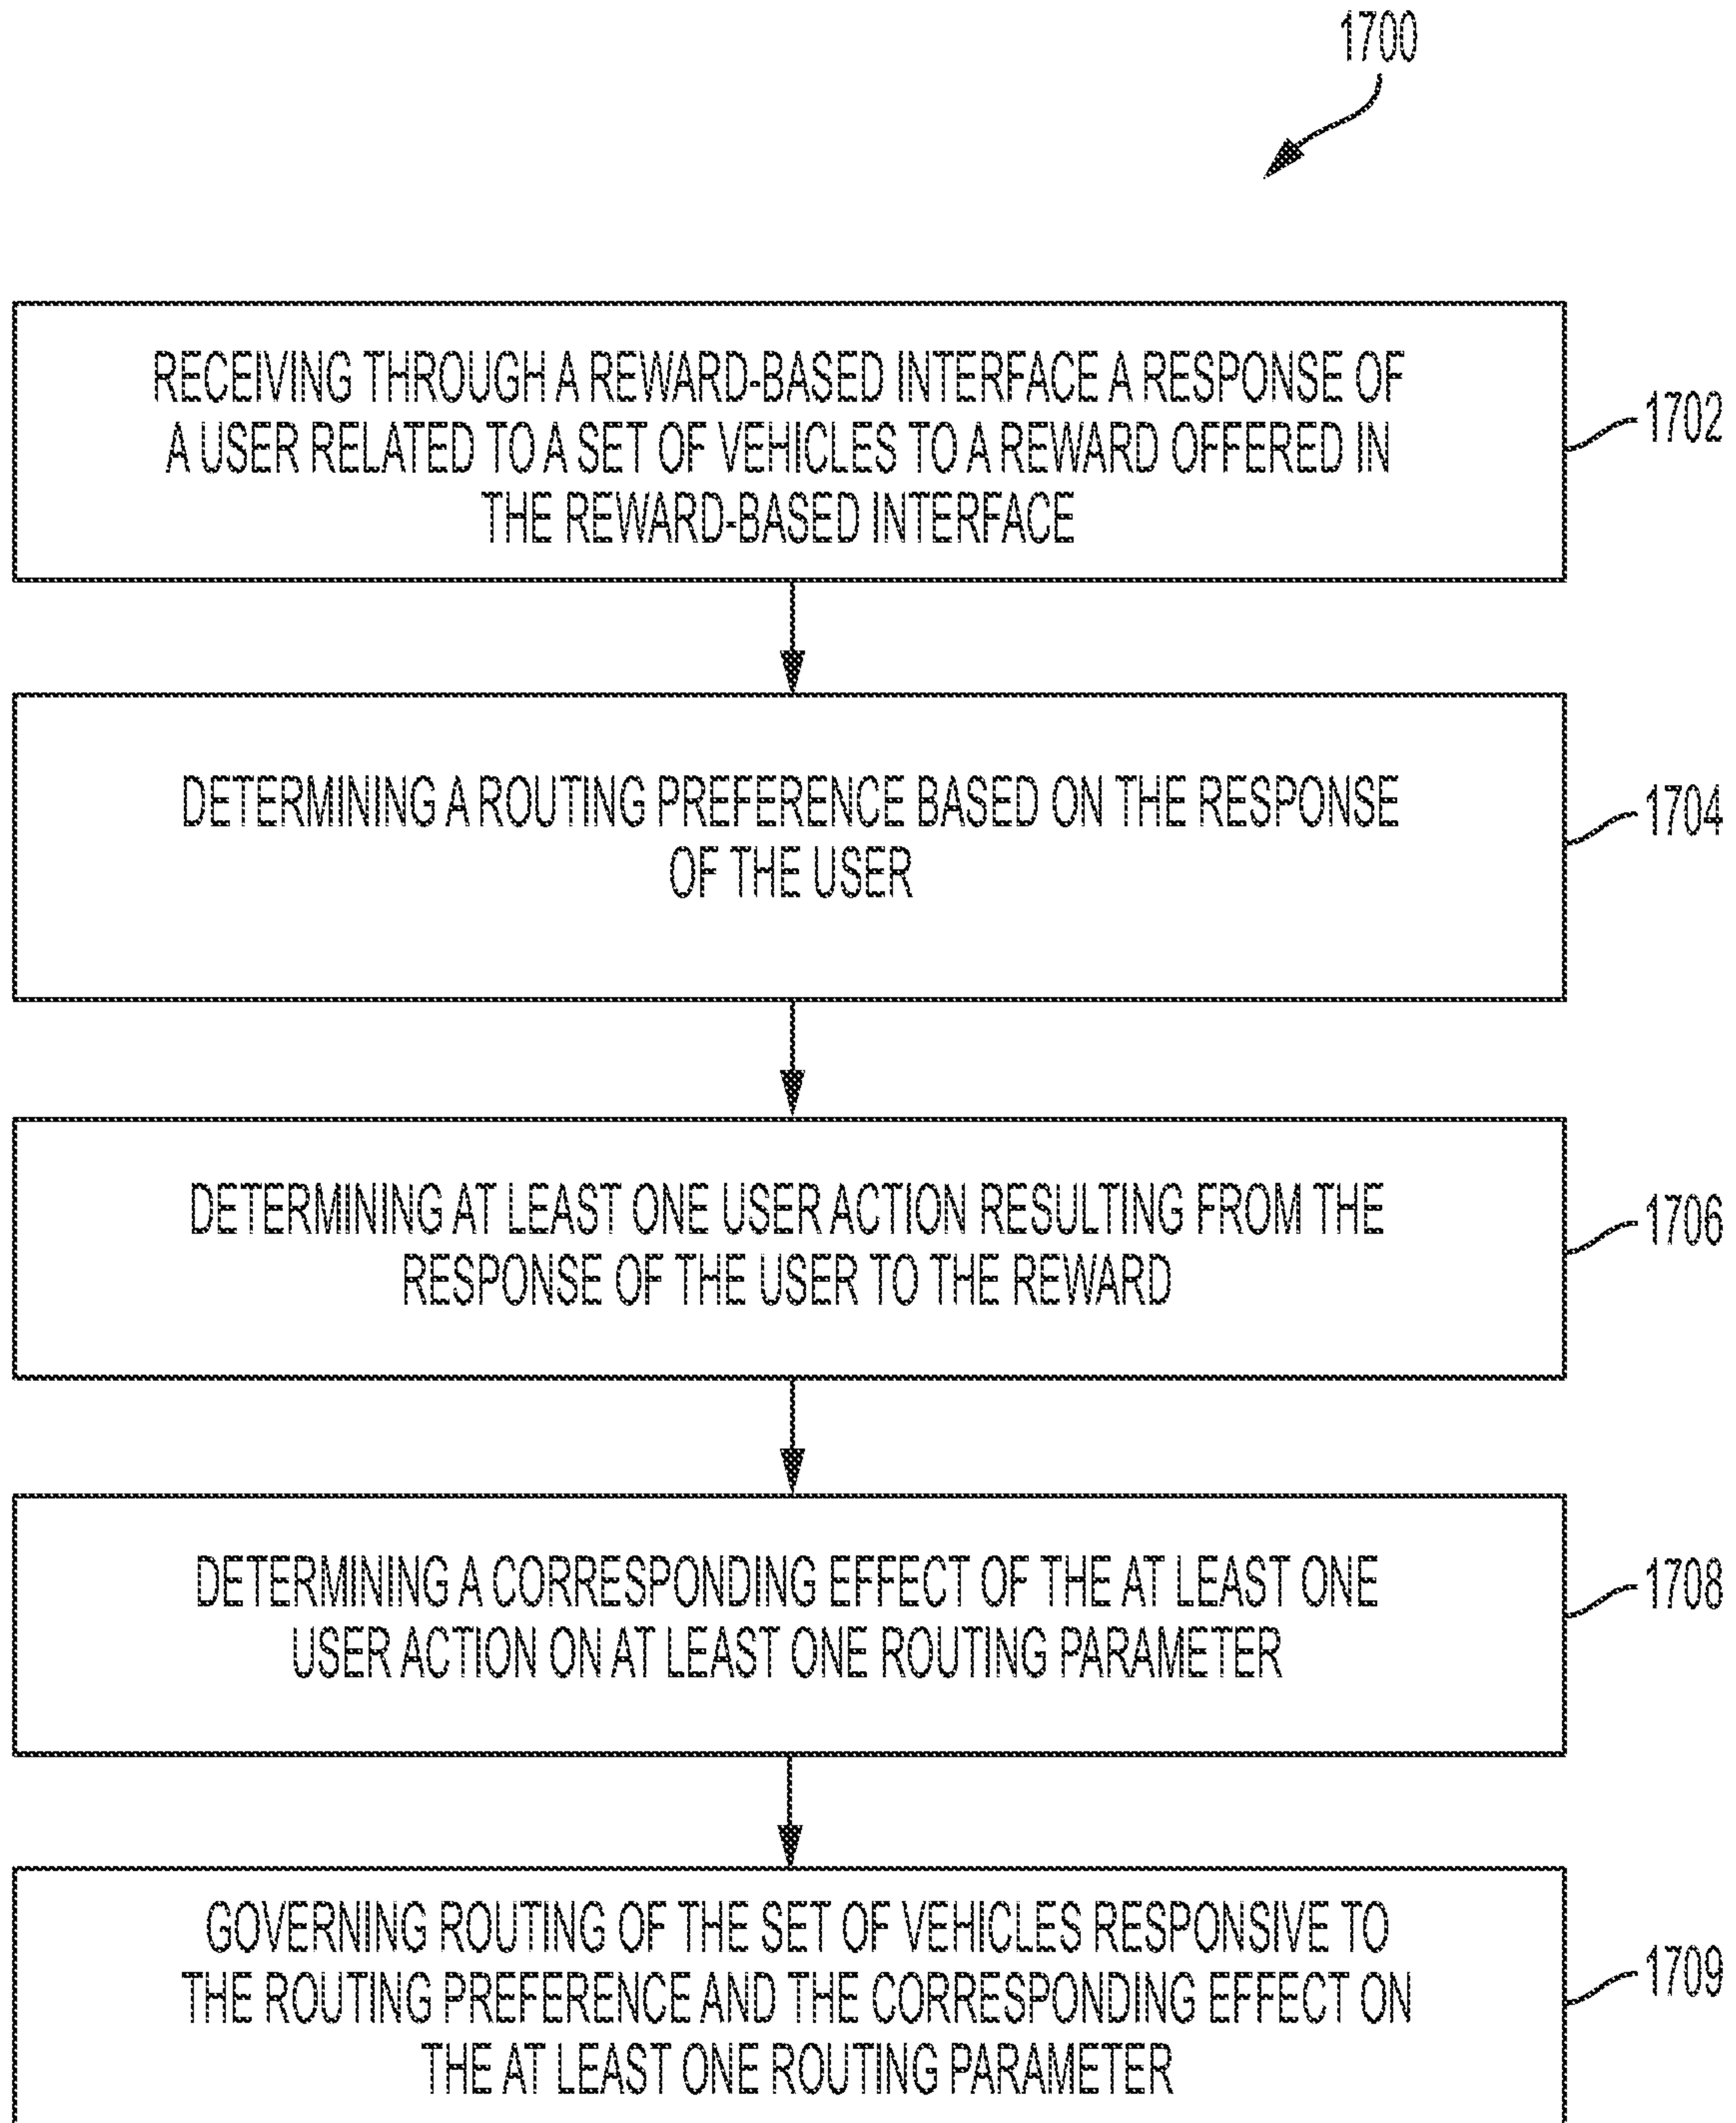 1700
RECEIVING THROUGH A REWARD-BASED INTERFACE A RESPONSE OF
A USER RELATED TO A SET OF VEHICLES TO A REWARD OFFERED IN
THE REWARD-BASED INTERFACE
1702
DETERMINING A ROUTING PREFERENCE BASED ON THE RESPONSE
OF THE USER
1704
DETERMINING AT LEAST ONE USER ACTION RESULTING FROM THE
RESPONSE OF THE USER TO THE REWARD
1706
DETERMINING A CORRESPONDING EFFECT OF THE AT LEAST ONE
USER ACTION ON AT LEAST ONE ROUTING PARAMETER
1708
GOVERNING ROUTING OF THE SET OF VEHICLES RESPONSIVE TO
THE ROUTING PREFERENCE AND THE CORRESPONDING EFFECT ON
THE AT LEAST ONE ROUTING PARAMETER
1709